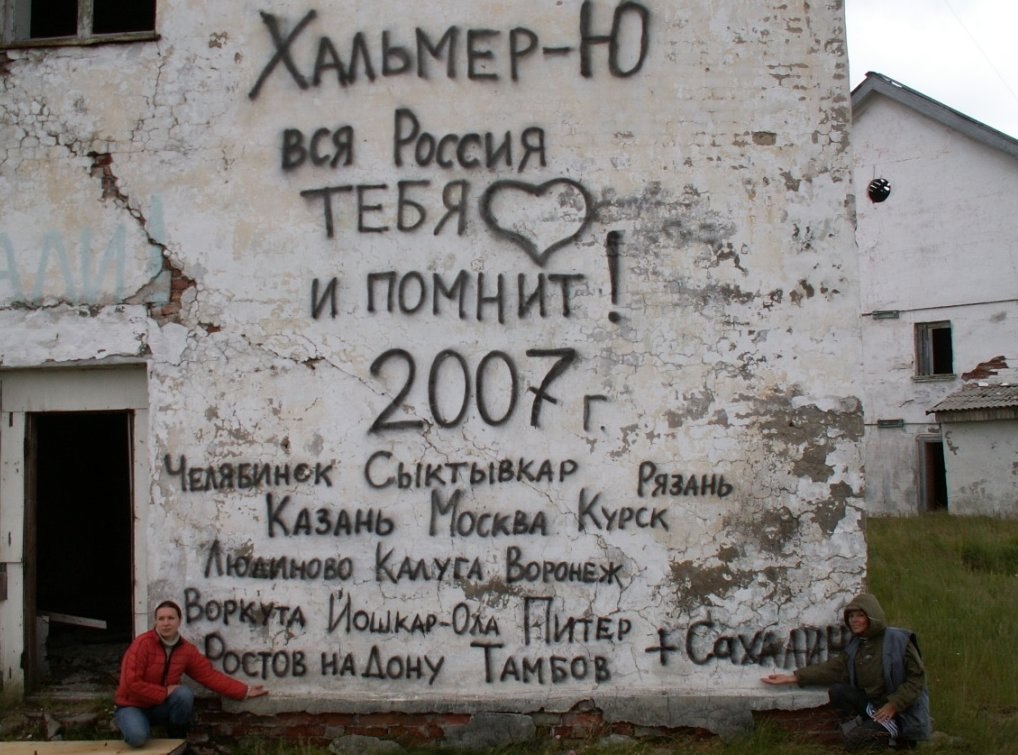 Хальмер-Ю
вся Россия
тебя ♡
и помнит!
2007 г.
Челябинск Сыктывкар Рязань
Казань Москва Курск
Людиново Калуга Воронеж
Воркута Йошкар-Ола Питер
Ростов на Дону Тамбов + Сахалин